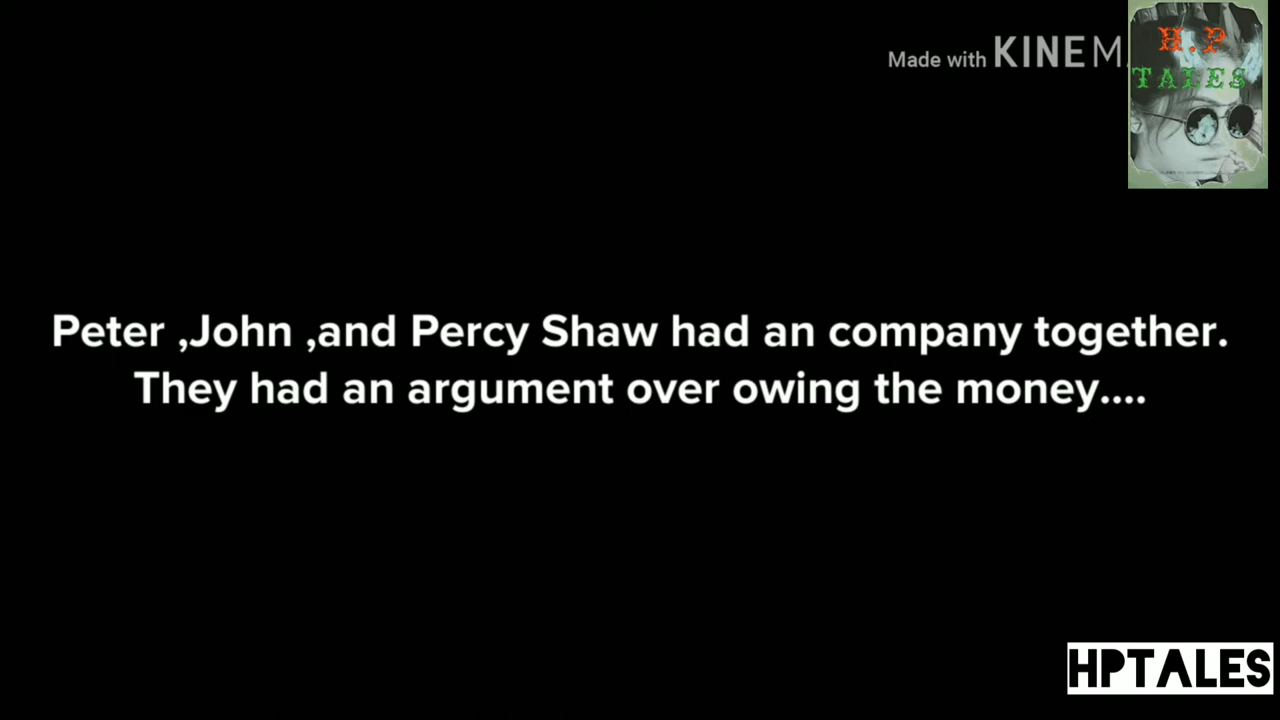 Made with KINEMA
H.P
TALES
Peter ,John ,and Percy Shaw had an company together.
They had an argument over owing the money....
HPTALES